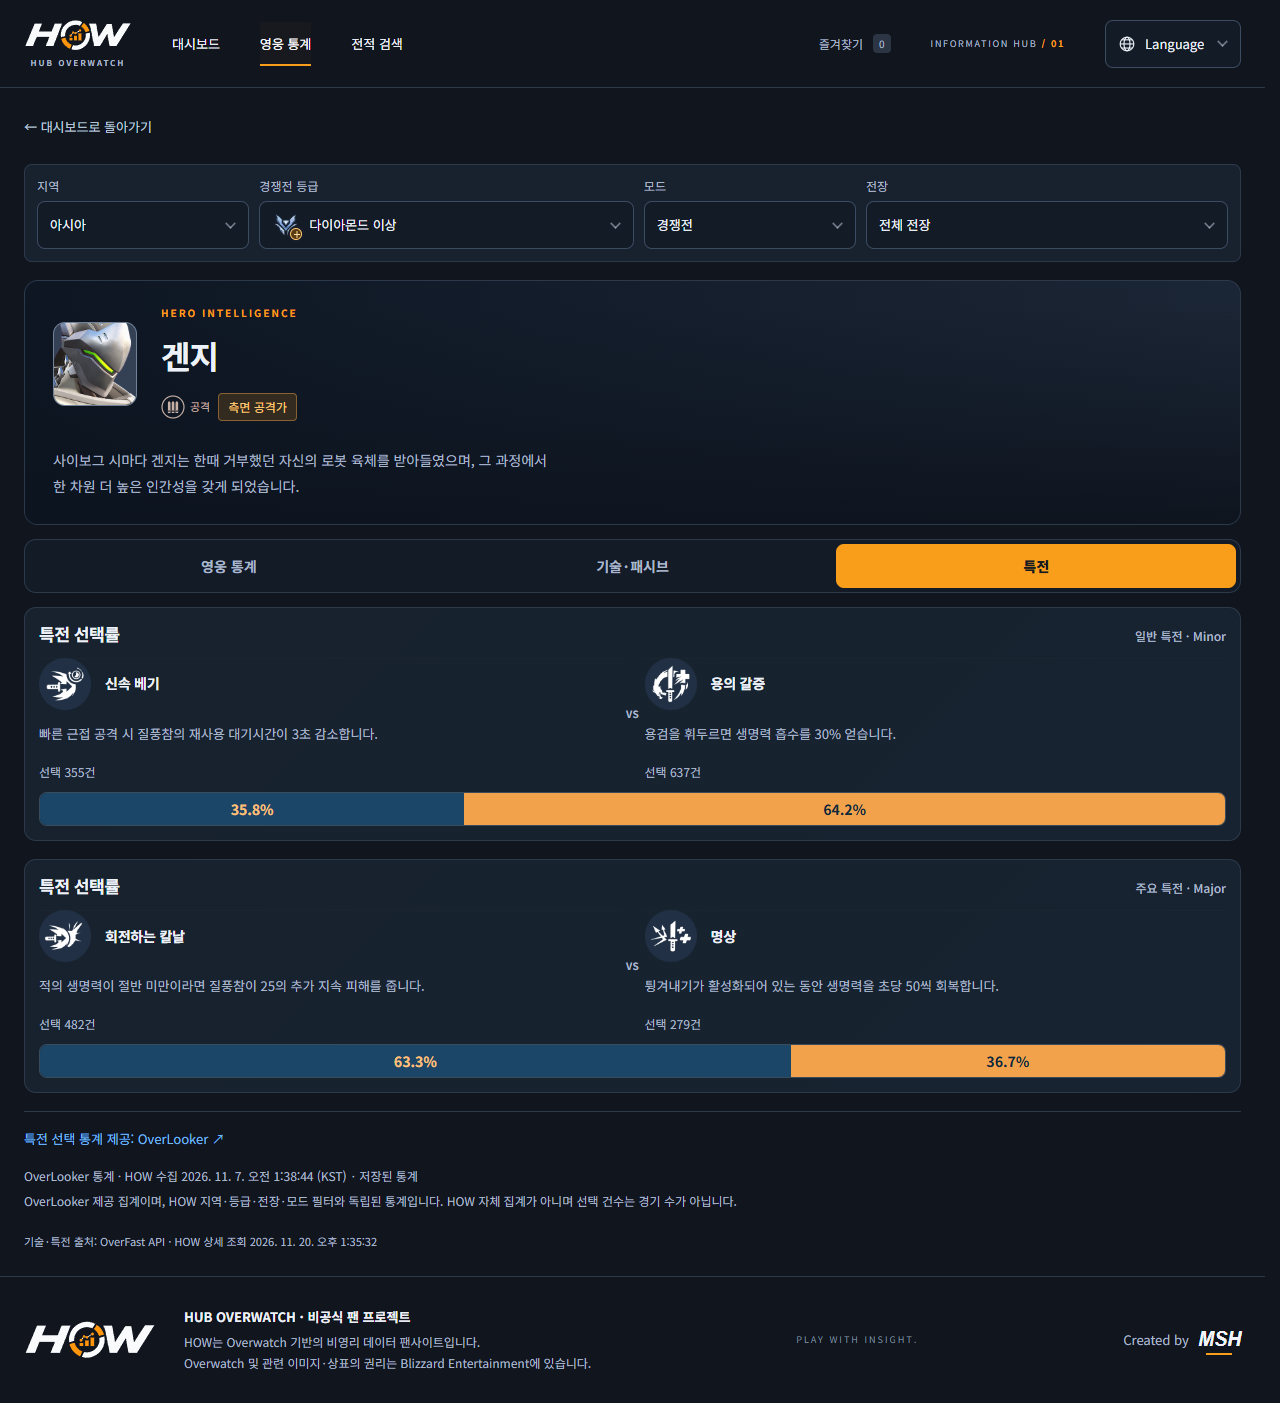 HOW
HUB OVERWATCH
대시보드
영웅 통계
전적 검색
즐겨찾기 0
INFORMATION HUB / 01
Language
← 대시보드로 돌아가기
지역
경쟁전 등급
모드
전장
아시아
다이아몬드 이상
경쟁전
전체 전장
HERO INTELLIGENCE
겐지
공격
측면 공격가
사이보그 시마다 겐지는 한때 거부했던 자신의 로봇 육체를 받아들였으며, 그 과정에서
한 차원 더 높은 인간성을 갖게 되었습니다.
영웅 통계
기술·패시브
특전
특전 선택률
일반 특전 · Minor
신속 베기
빠른 근접 공격 시 질풍참의 재사용 대기시간이 3초 감소합니다.
선택 355건
VS
용의 갈증
용검을 휘두르면 생명력 흡수를 30% 얻습니다.
선택 637건
35.8%
64.2%
특전 선택률
주요 특전 · Major
회전하는 칼날
적의 생명력이 절반 미만이라면 질풍참이 25의 추가 지속 피해를 줍니다.
선택 482건
VS
명상
튕겨내기가 활성화되어 있는 동안 생명력을 초당 50씩 회복합니다.
선택 279건
63.3%
36.7%
특전 선택 통계 제공: OverLooker ↗
OverLooker 통계 · HOW 수집 2026. 11. 7. 오전 1:38:44 (KST) · 저장된 통계
OverLooker 제공 집계이며, HOW 지역·등급·전장·모드 필터와 독립된 통계입니다. HOW 자체 집계가 아니며 선택 건수는 경기 수가 아닙니다.
기술·특전 출처: OverFast API · HOW 상세 조회 2026. 11. 20. 오후 1:35:32
HOW
HUB OVERWATCH · 비공식 팬 프로젝트
HOW는 Overwatch 기반의 비영리 데이터 팬사이트입니다.
Overwatch 및 관련 이미지·상표의 권리는 Blizzard Entertainment에 있습니다.
PLAY WITH INSIGHT.
Created by MSH